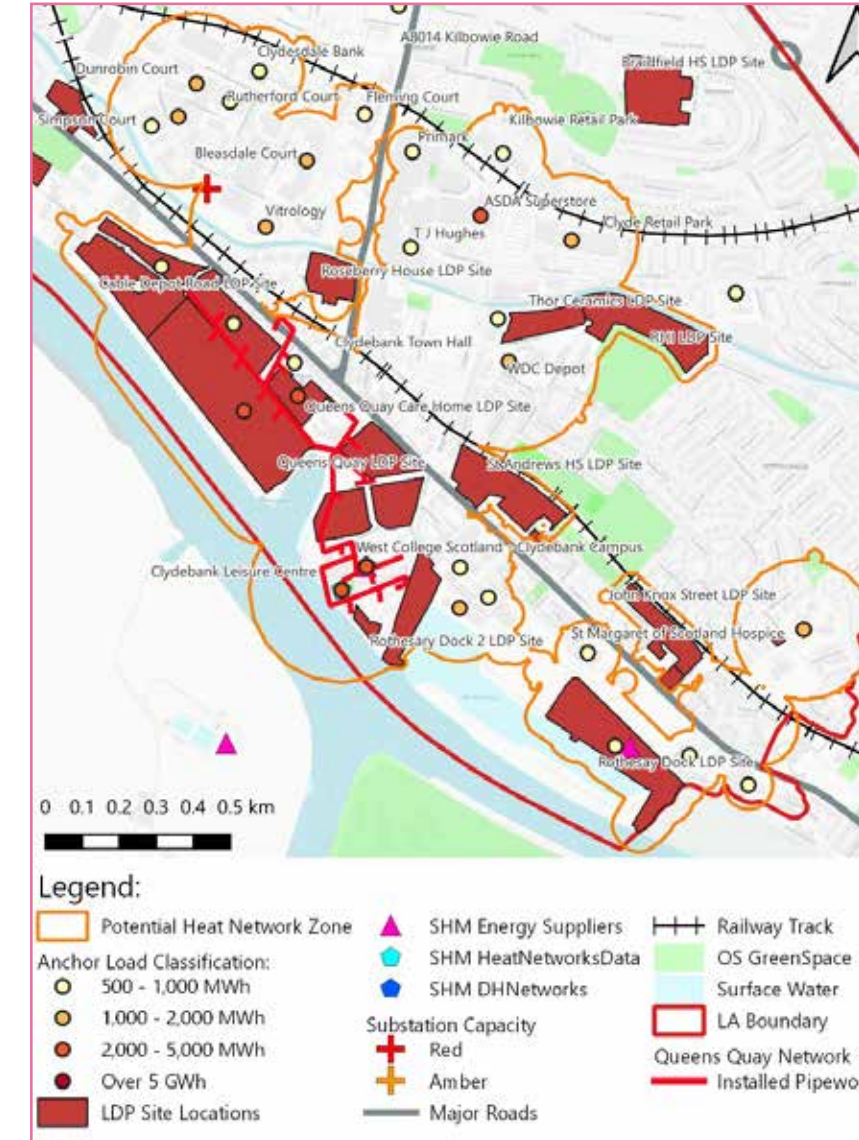 A8014 Kilbowie Road
Clydesdale Bank
Braidfield HS LDP Site
Dunrobin Court
Rutherford Court
Fleming Court
Simpson Court
Kilbowie Retail Park
Primark
Bleasdale Court
ASDA Superstore
Vitrology
Clyde Retail Park
T J Hughes
Roseberry House LDP Site
Cable Depot Road LDP Site
Thor Ceramics LDP Site
RHI LDP Site
Clydebank Town Hall
WDC Depot
Queens Quay Care Home LDP Site
Queens Quay LDP Site
St Andrews HS LDP Site
West College Scotland - Clydebank Campus
Clydebank Leisure Centre
John Knox Street LDP Site
Rothesary Dock 2 LDP Site
St Margaret of Scotland Hospice
Rothesay Dock LDP Site
0 0.1 0.2 0.3 0.4 0.5 km
Legend:
Potential Heat Network Zone
Anchor Load Classification:
500 - 1,000 MWh
1,000 - 2,000 MWh
2,000 - 5,000 MWh
Over 5 GWh
LDP Site Locations
SHM Energy Suppliers
SHM HeatNetworksData
SHM DHNetworks
Substation Capacity
Red
Amber
Major Roads
Railway Track
OS GreenSpace
Surface Water
LA Boundary
Queens Quay Network
Installed Pipewo